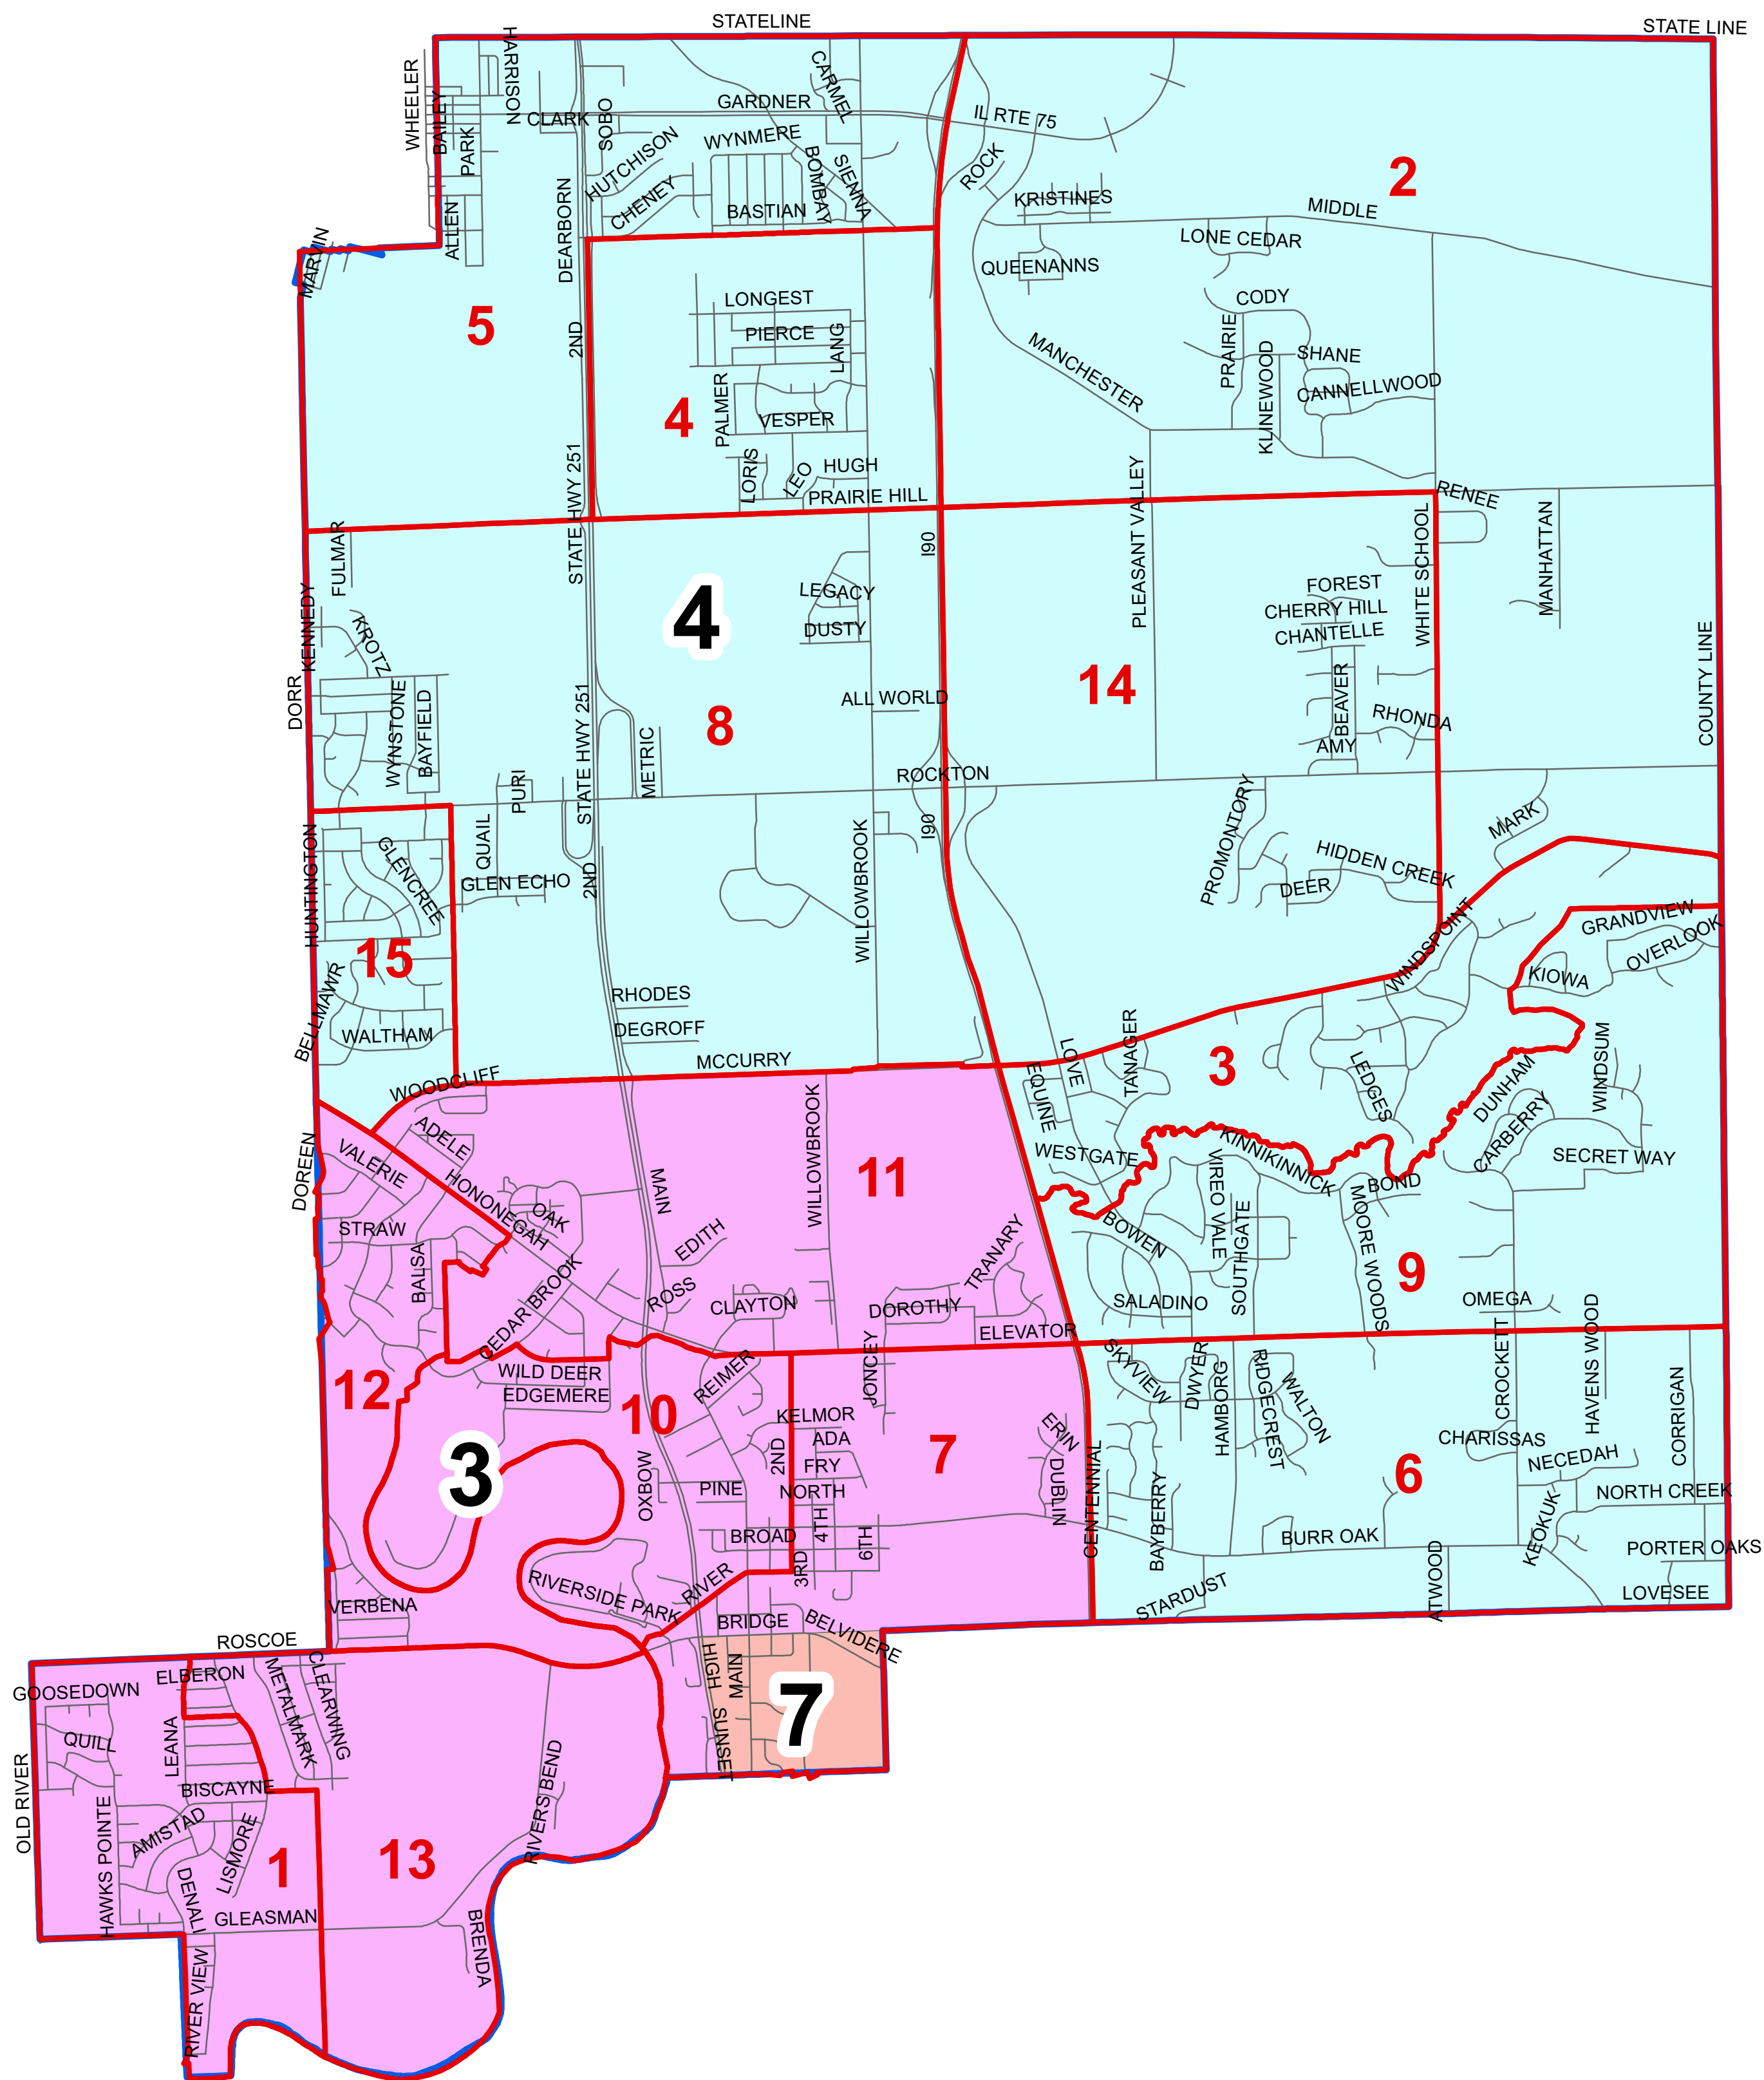 STATELINE
STATE LINE
WHEELER
HARRISON
BAILEY
PARK
CLARK
SOBO
GARDNER
CARMEL
IL RTE 75
HUTCHISON
WYNMERE
BOMBAY
SIENNA
ROCK
2
CHENEY
BASTIAN
KRISTINES
MIDDLE
ALLEN
DEARBORN
MARVIN
LONE CEDAR
QUEENANNS
5
LONGEST
CODY
2ND
PIERCE
LANG
MANCHESTER
PRAIRIE
KLINEWOOD
SHANE
CANNELLWOOD
4
PALMER
VESPER
LORIS
LEO
HUGH
PRAIRIE HILL
STATE HWY 251
PLEASANT VALLEY
RENEE
WHITE SCHOOL
MANHATTAN
FULMAR
I90
KENNEDY
KROTZ
4
LEGACY
DUSTY
FOREST
CHERRY HILL
CHANTELLE
COUNTY LINE
DORR
WYNSTONE
BAYFIELD
STATE HWY 251
8
ALL WORLD
14
BEAVER
RHONDA
AMY
METRIC
PURI
ROCKTON
QUAIL
I90
PROMONTORY
MARK
HUNTINGTON
GLENCREE
GLEN ECHO
2ND
WILLOWBROOK
HIDDEN CREEK
DEER
WINDSPOINT
GRANDVIEW
OVERLOOK
15
KIOWA
BELLMAWR
WALTHAM
RHODES
DEGROFF
MCCURRY
LOVE
TANAGER
3
LEDGES
DUNHAM
WINDSUM
WOODCLIFF
EQUINE
CARBERRY
ADELE
WILLOWBROOK
DOREEN
VALERIE
HONONEGAH
MAIN
11
WESTGATE
KINNIKINNICK
SECRET WAY
BOND
VIREO VALE
SOUTHGATE
MOORE WOODS
STRAW
OAK
EDITH
BOWEN
BALSA
CEDAR BROOK
ROSS
CLAYTON
DOROTHY
TRANARY
SALADINO
9
OMEGA
ELEVATOR
CROCKETT
HAVENS WOOD
12
WILD DEER
EDGEMERE
10
REIMER
JONCEY
SKYVIEW
DWYER
HAMBORG
RIDGECREST
WALTON
CORRIGAN
KELMOR
ADA
2ND
FRY
7
ERIN
DUBLIN
CENTENNIAL
CHARISSAS
NECEDAH
3
OXBOW
PINE
NORTH
4TH
6TH
BAYBERRY
6
NORTH CREEK
KEOKUK
BROAD
3RD
BURR OAK
PORTER OAKS
RIVERSIDE PARK
RIVER
STARDUST
ATWOOD
LOVESEE
VERBENA
BRIDGE
BELVIDERE
ROSCOE
ELBERON
METALMARK
CLEARWING
HIGH
MAIN
GOOSEDOWN
7
QUILL
LEANA
SUNSET
OLD RIVER
BISCAYNE
RIVERS BEND
HAWKS POINTE
AMISTAD
LISMORE
1
13
DENALI
GLEASMAN
BRENDA
RIVER VIEW